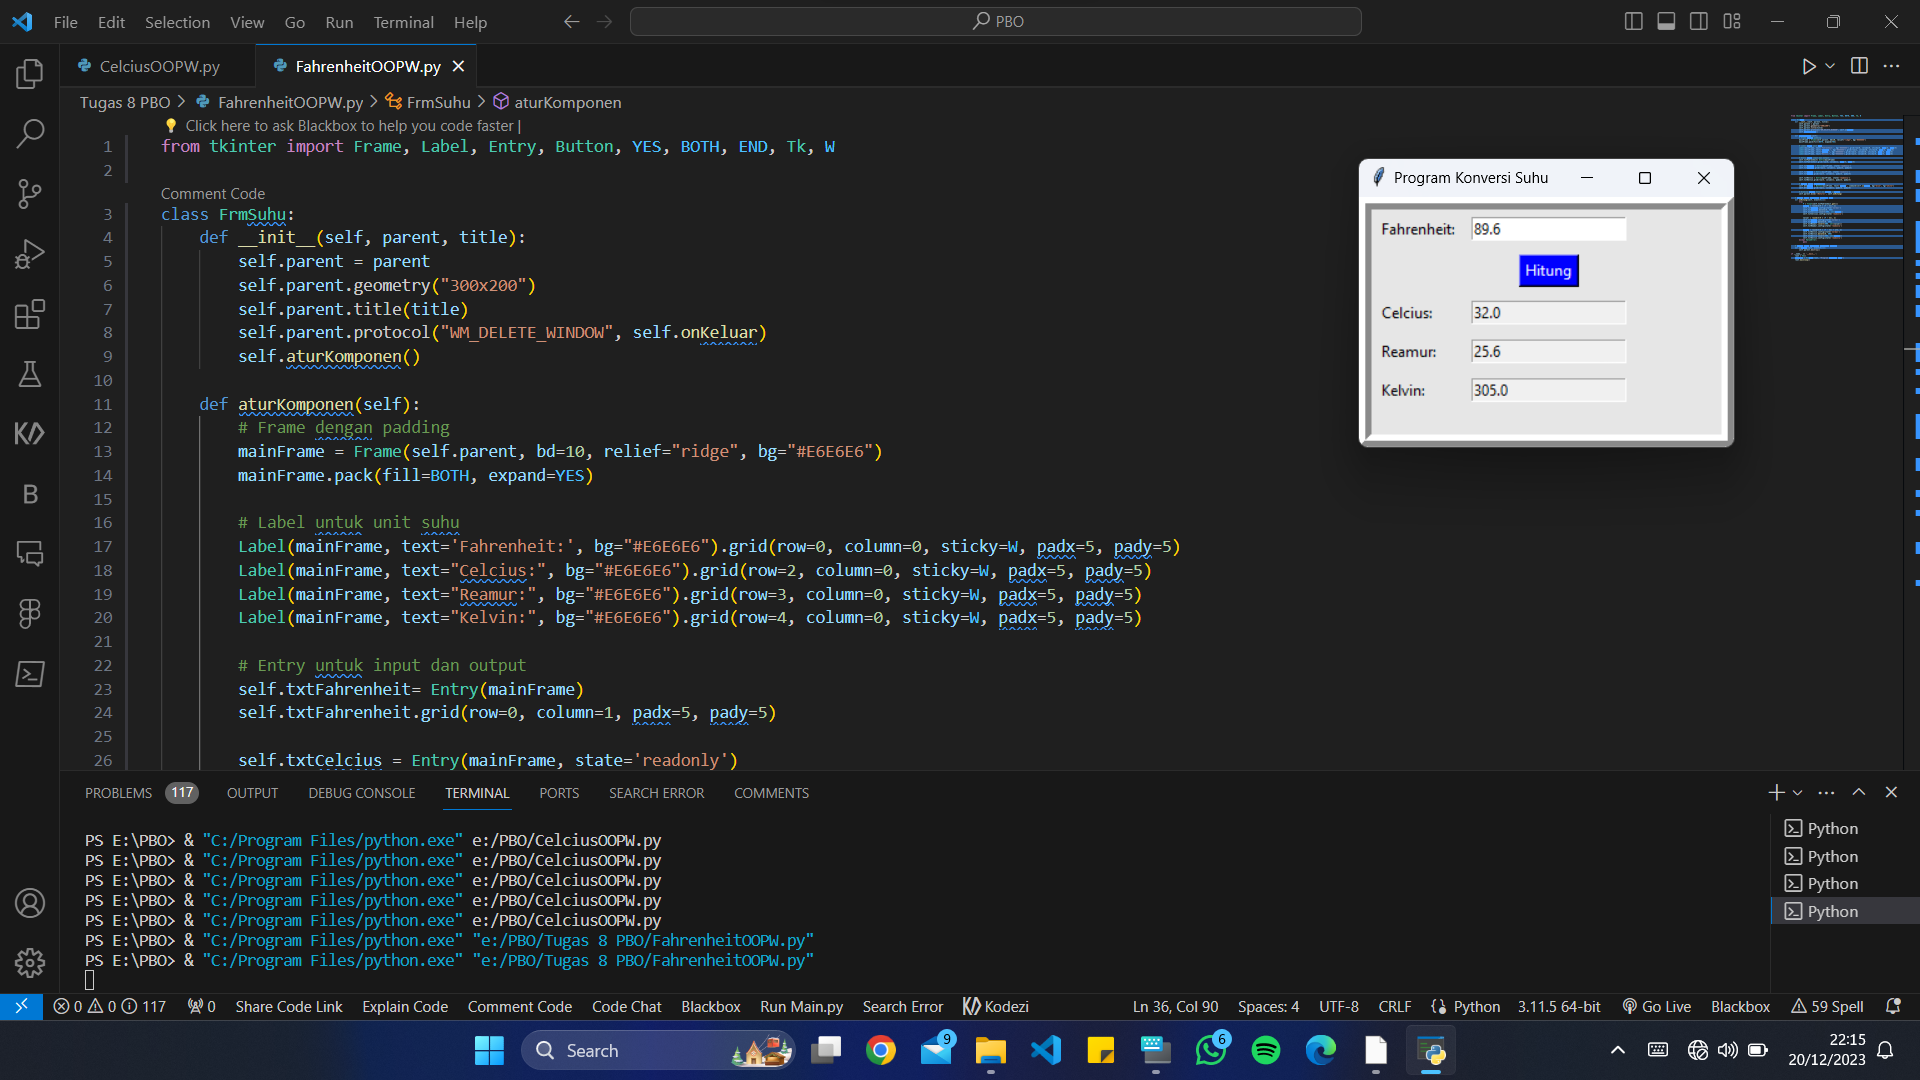 File Edit Selection View Go Run Terminal Help
PBO
CelciusOOPW.py
FahrenheitOOPW.py
Tugas 8 PBO > FahrenheitOOPW.py > FrmSuhu > aturKomponen
Click here to ask Blackbox to help you code faster |
1 from tkinter import Frame, Label, Entry, Button, YES, BOTH, END, Tk, W
2
Comment Code
3 class FrmSuhu:
4 def __init__(self, parent, title):
5 self.parent = parent
6 self.parent.geometry("300x200")
7 self.parent.title(title)
8 self.parent.protocol("WM_DELETE_WINDOW", self.onKeluar)
9 self.aturKomponen()
10
11 def aturKomponen(self):
12 # Frame dengan padding
13 mainFrame = Frame(self.parent, bd=10, relief="ridge", bg="#E6E6E6")
14 mainFrame.pack(fill=BOTH, expand=YES)
15
16 # Label untuk unit suhu
17 Label(mainFrame, text='Fahrenheit:', bg="#E6E6E6").grid(row=0, column=0, sticky=W, padx=5, pady=5)
18 Label(mainFrame, text="Celcius:", bg="#E6E6E6").grid(row=2, column=0, sticky=W, padx=5, pady=5)
19 Label(mainFrame, text="Reamur:", bg="#E6E6E6").grid(row=3, column=0, sticky=W, padx=5, pady=5)
20 Label(mainFrame, text="Kelvin:", bg="#E6E6E6").grid(row=4, column=0, sticky=W, padx=5, pady=5)
21
22 # Entry untuk input dan output
23 self.txtFahrenheit= Entry(mainFrame)
24 self.txtFahrenheit.grid(row=0, column=1, padx=5, pady=5)
25
26 self.txtCelcius = Entry(mainFrame, state='readonly')
Program Konversi Suhu
Fahrenheit: 89.6
Hitung
Celcius: 32.0
Reamur: 25.6
Kelvin: 305.0
PROBLEMS 117 OUTPUT DEBUG CONSOLE TERMINAL PORTS SEARCH ERROR COMMENTS
PS E:\PBO> & "C:/Program Files/python.exe" e:/PBO/CelciusOOPW.py
PS E:\PBO> & "C:/Program Files/python.exe" e:/PBO/CelciusOOPW.py
PS E:\PBO> & "C:/Program Files/python.exe" e:/PBO/CelciusOOPW.py
PS E:\PBO> & "C:/Program Files/python.exe" e:/PBO/CelciusOOPW.py
PS E:\PBO> & "C:/Program Files/python.exe" e:/PBO/CelciusOOPW.py
PS E:\PBO> & "C:/Program Files/python.exe" "e:/PBO/Tugas 8 PBO/FahrenheitOOPW.py"
PS E:\PBO> & "C:/Program Files/python.exe" "e:/PBO/Tugas 8 PBO/FahrenheitOOPW.py"
Python
Python
Python
Python
0 0 117 0 Share Code Link Explain Code Comment Code Code Chat Blackbox Run Main.py Search Error Kodezi Ln 36, Col 90 Spaces: 4 UTF-8 CRLF Python 3.11.5 64-bit Go Live Blackbox 59 Spell
Search
9
6
22:15
20/12/2023